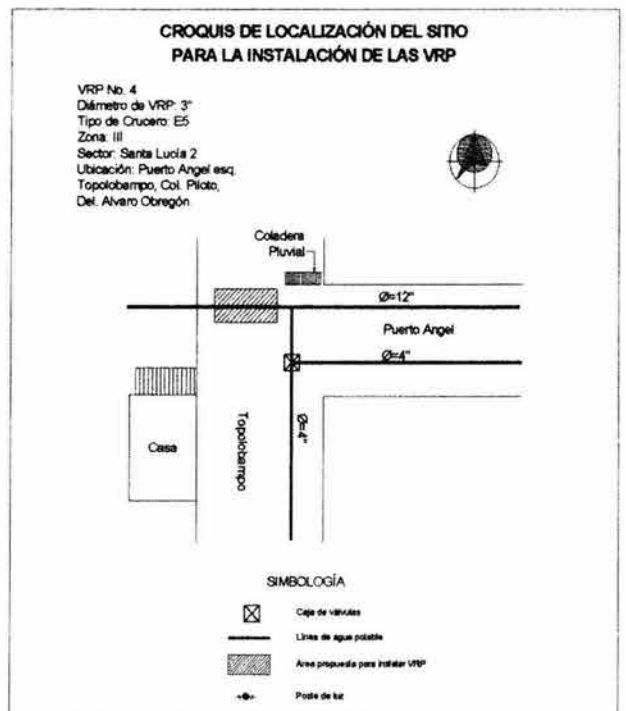 CROQUIS DE LOCALIZACIÓN DEL SITIO
PARA LA INSTALACIÓN DE LAS VRP
VRP No. 4
Diámetro de VRP: 3"
Tipo de Crucero: E5
Zona: III
Sector: Santa Lucía 2
Ubicación: Puerto Angel esq.
Topolobampo, Col. Piloto,
Del. Alvaro Obregón
Coladera
Pluvial
Ø=12"
Puerto Angel
Ø=4"
Casa
Topolobampo
Ø=4"
SIMBOLOGÍA
Caja de válvulas
Línea de agua potable
Area propuesta para instalar VRP
Poste de luz